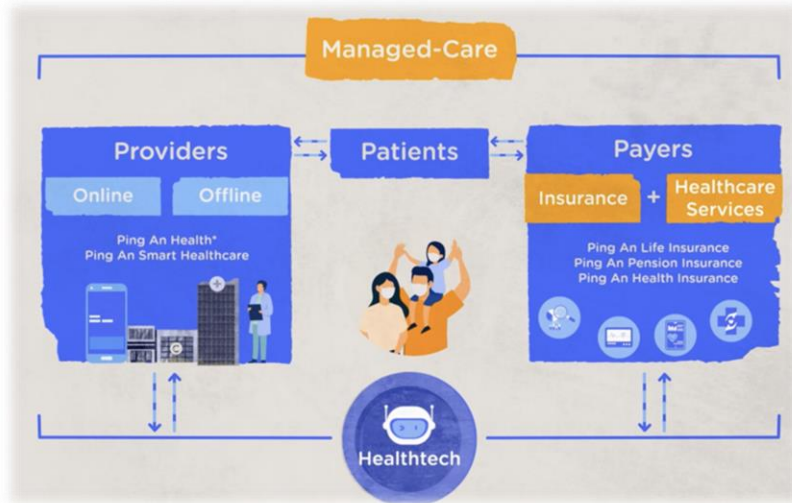 Managed-Care
Providers
Online
Offline
Ping An Health*
Ping An Smart Healthcare
Patients
Payers
Insurance
+
Healthcare
Services
Ping An Life Insurance
Ping An Pension Insurance
Ping An Health Insurance
Healthtech